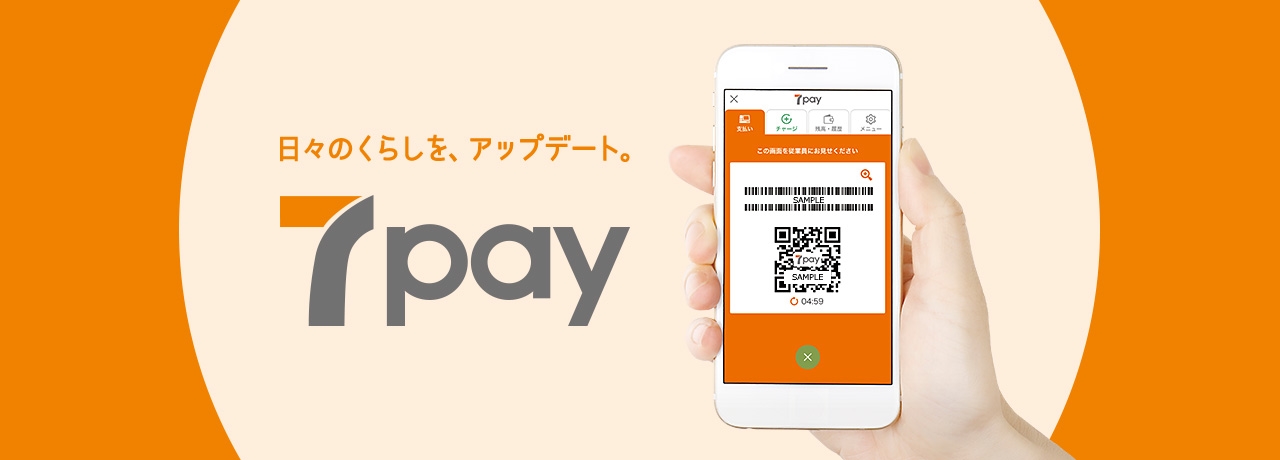 日々のくらしを、アップデート。
7pay
7pay
支払い
チャージ
残高・履歴
メニュー
この画面を従業員にお見せください
SAMPLE
7pay
SAMPLE
04:59